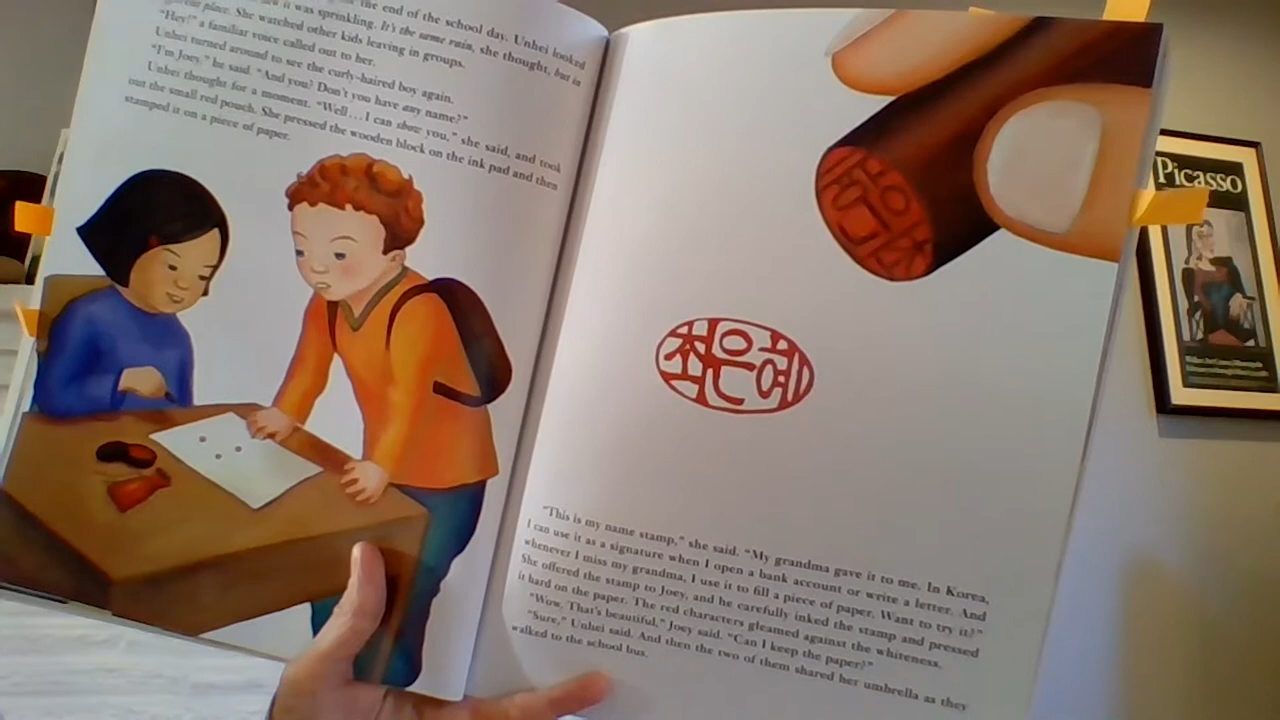 the end of the school day. Unhei looked
it was sprinkling. It's the same rain, she thought, but in
place. She watched other kids leaving in groups.
"Hey!" a familiar voice called out to her.
Unhei turned around to see the curly-haired boy again.
"I'm Joey," he said. "And you? Don't you have any name?"
Unhei thought for a moment. "Well . . . I can show you," she said, and took
out the small red pouch. She pressed the wooden block on the ink pad and then
stamped it on a piece of paper.
최은혜
"This is my name stamp," she said. "My grandma gave it to me. In Korea,
I can use it as a signature when I open a bank account or write a letter. And
whenever I miss my grandma, I use it to fill a piece of paper. Want to try it?"
She offered the stamp to Joey, and he carefully inked the stamp and pressed
it hard on the paper. The red characters gleamed against the whiteness.
"Wow. That's beautiful," Joey said. "Can I keep the paper?"
"Sure," Unhei said. And then the two of them shared her umbrella as they
walked to the school bus.
Picasso